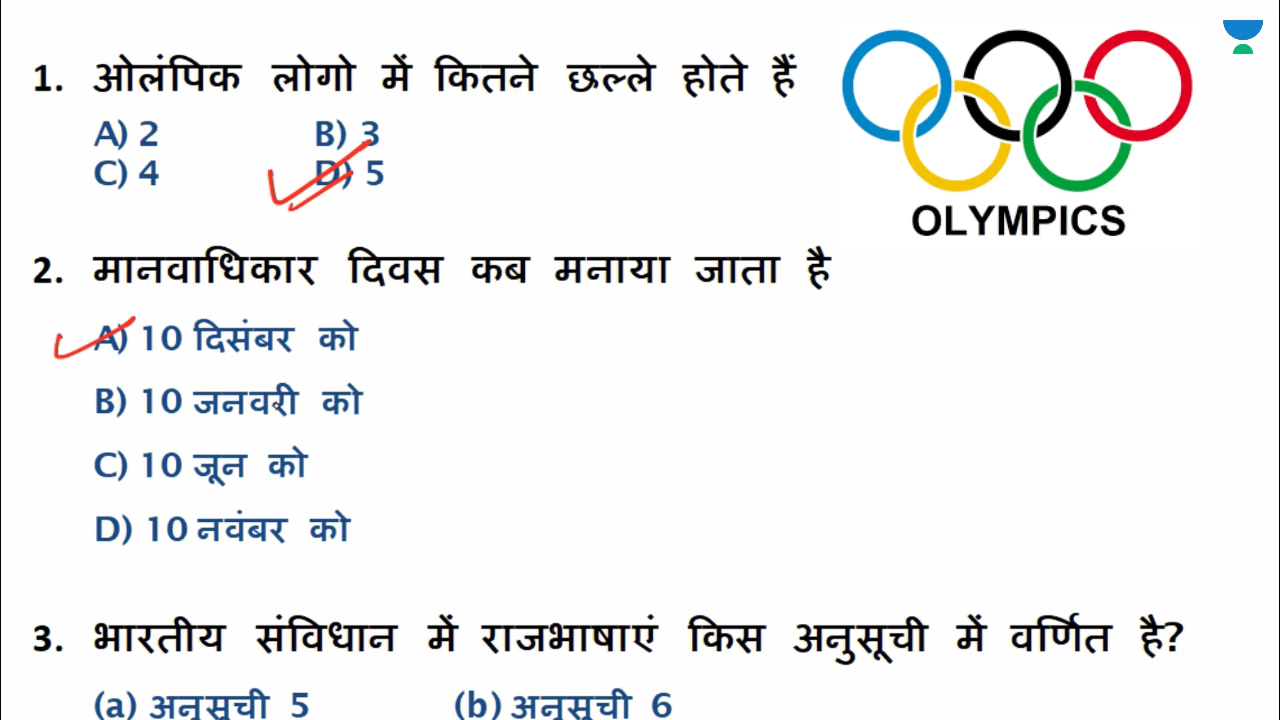 1. ओलंपिक लोगो में कितने छल्ले होते हैं
A) 2 B) 3
C) 4 D) 5
OLYMPICS
2. मानवाधिकार दिवस कब मनाया जाता है
A) 10 दिसंबर को
B) 10 जनवरी को
C) 10 जून को
D) 10 नवंबर को
3. भारतीय संविधान में राजभाषाएं किस अनुसूची में वर्णित है?
(a) अनुसूची 5 (b) अनुसूची 6